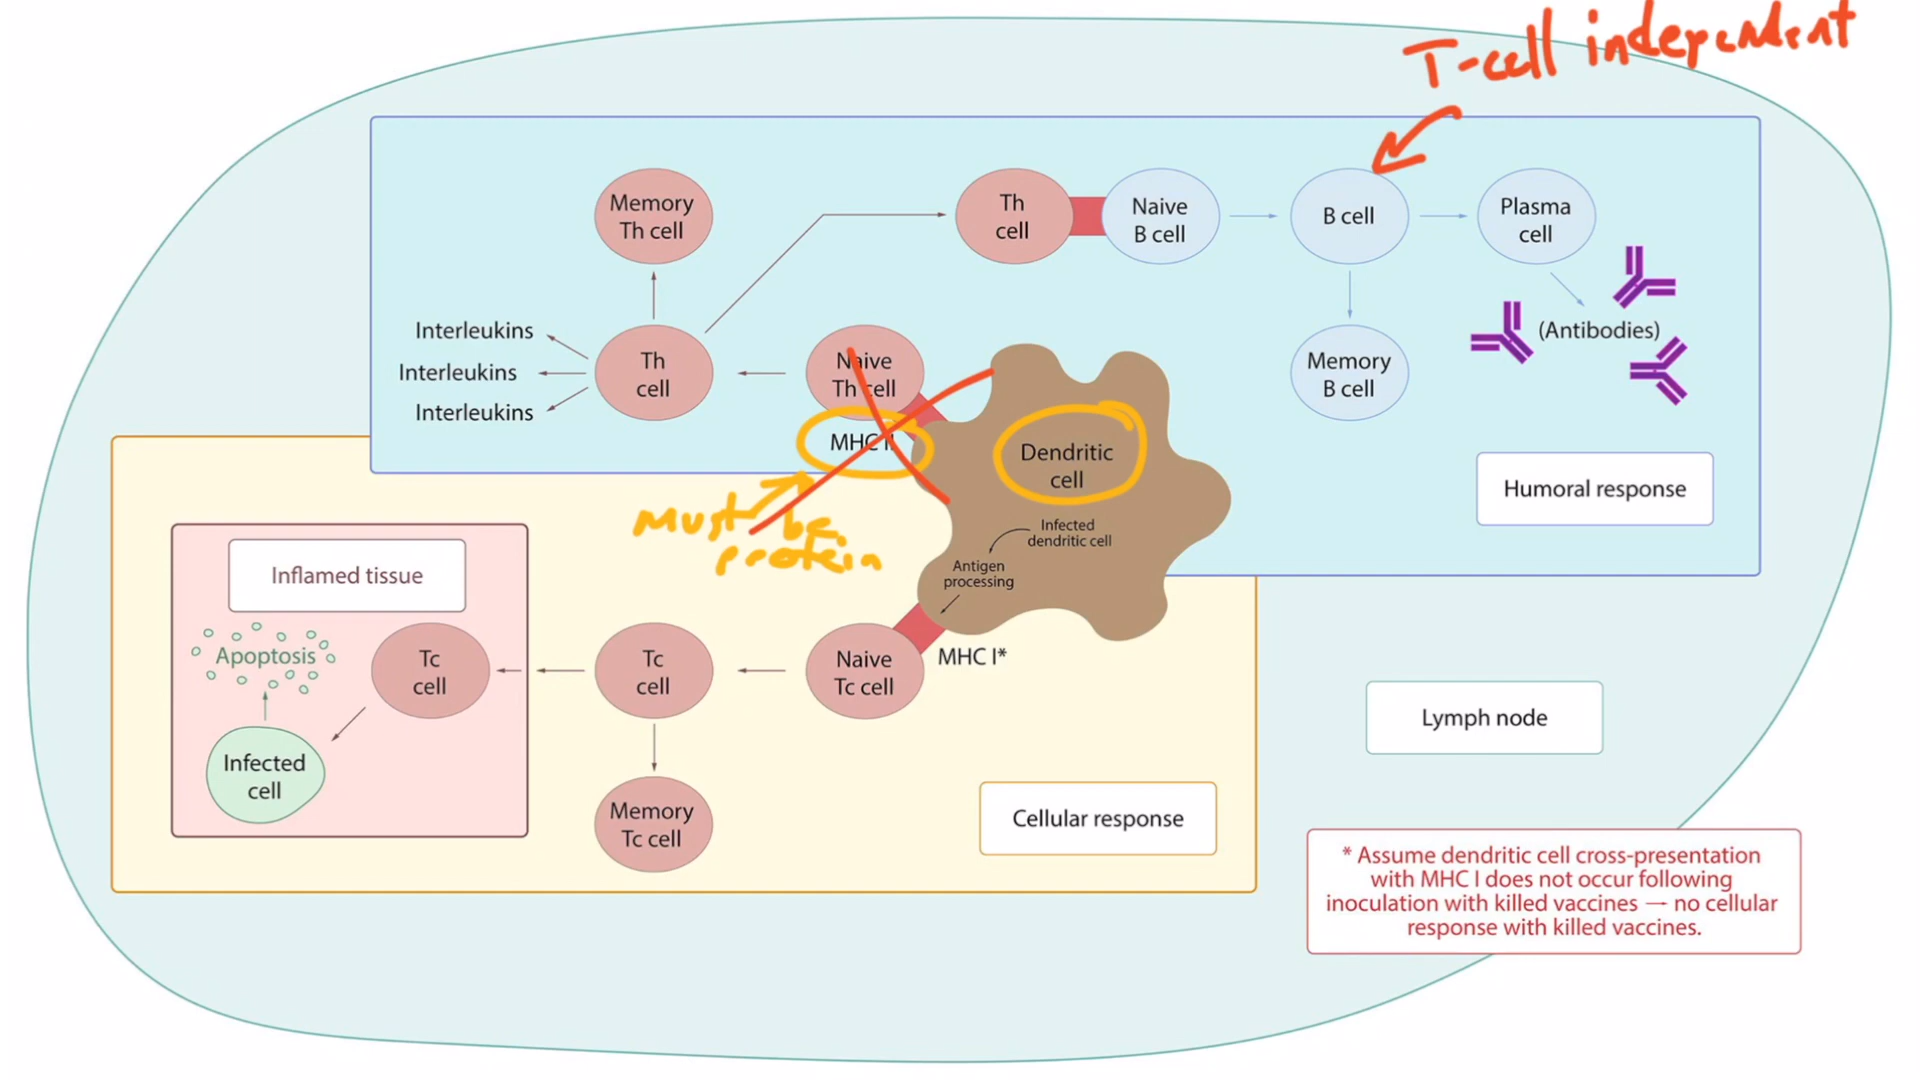 T-cell independent
Memory
Th cell
Th
cell
Naive
B cell
B cell
Plasma
cell
Interleukins
Interleukins
Interleukins
Th
cell
Naive
Th cell
MHC II
Dendritic
cell
Memory
B cell
(Antibodies)
Humoral response
Must be
protein
Infected
dendritic cell
Antigen
processing
Inflamed tissue
Apoptosis
Tc
cell
Tc
cell
Naive
Tc cell
MHC I*
Infected
cell
Memory
Tc cell
Cellular response
Lymph node
* Assume dendritic cell cross-presentation
with MHC I does not occur following
inoculation with killed vaccines → no cellular
response with killed vaccines.